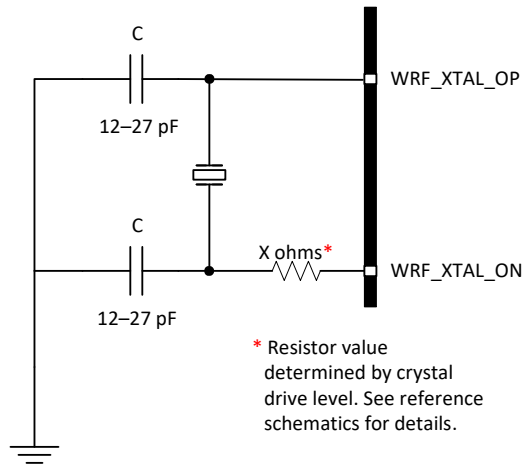 C
WRF_XTAL_OP
12–27 pF
C
X ohms*
WRF_XTAL_ON
12–27 pF
* Resistor value
determined by crystal
drive level. See reference
schematics for details.